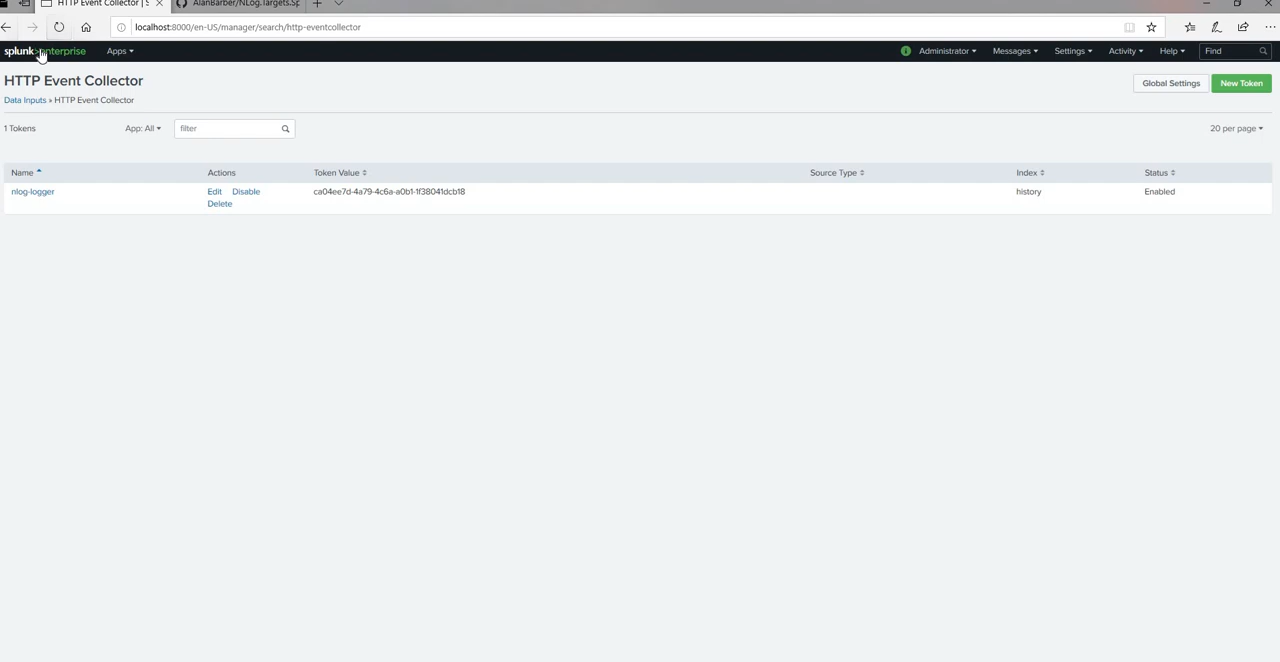 HTTP Event Collector | S
AlanBarber/NLog.Targets.Sp
localhost:8000/en-US/manager/search/http-eventcollector
splunk>enterprise Apps Administrator Messages Settings Activity Help Find
HTTP Event Collector
Global Settings New Token
Data Inputs » HTTP Event Collector
1 Tokens App: All filter 20 per page
Name Actions Token Value Source Type Index Status
nlog-logger Edit Disable ca04ee7d-4a79-4c6a-a0b1-1f38041dcb18 history Enabled
Delete